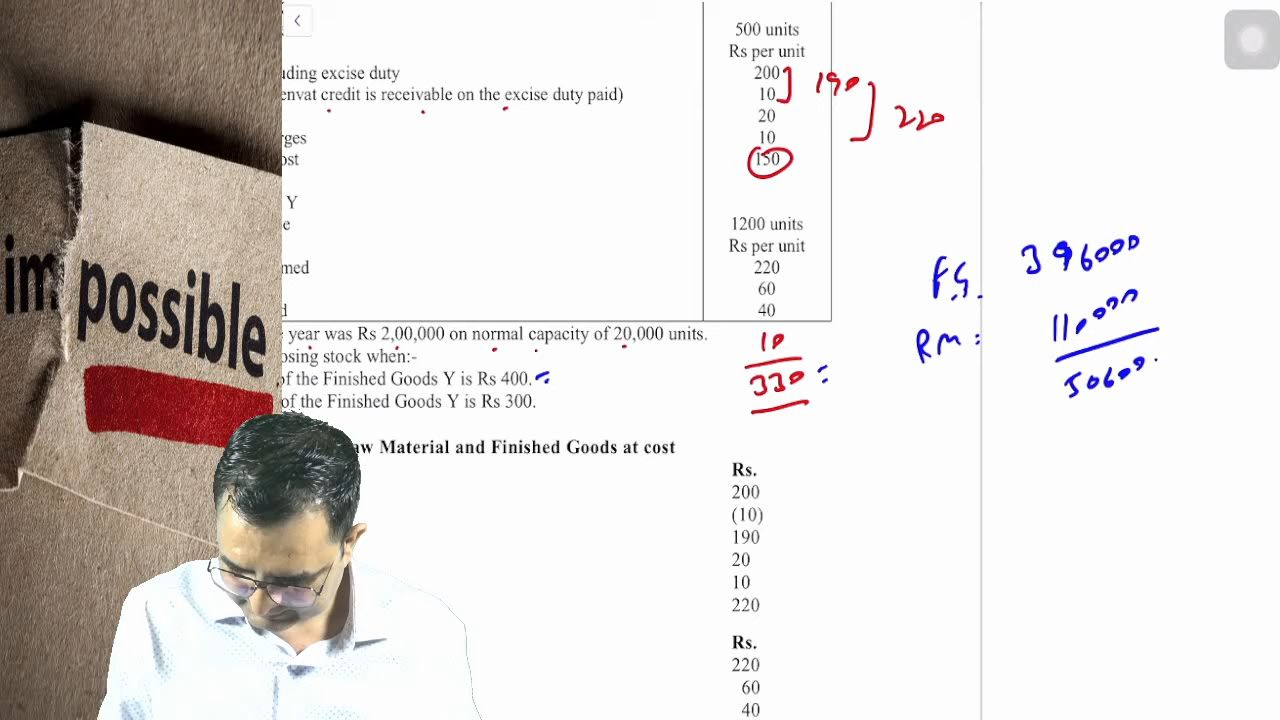 500 units
Rs per unit
uding excise duty 200 ] 190
envat credit is receivable on the excise duty paid) 10
20 ] 220
rges 10
ost 150
Y
e 1200 units
Rs per unit
med 220
60
d 40
F.G. 396000
RM: 110000
50600
year was Rs 2,00,000 on normal capacity of 20,000 units. 10
osing stock when:-
of the Finished Goods Y is Rs 400. 330
of the Finished Goods Y is Rs 300.
aw Material and Finished Goods at cost
Rs.
200
(10)
190
20
10
220
Rs.
220
60
40
im possible